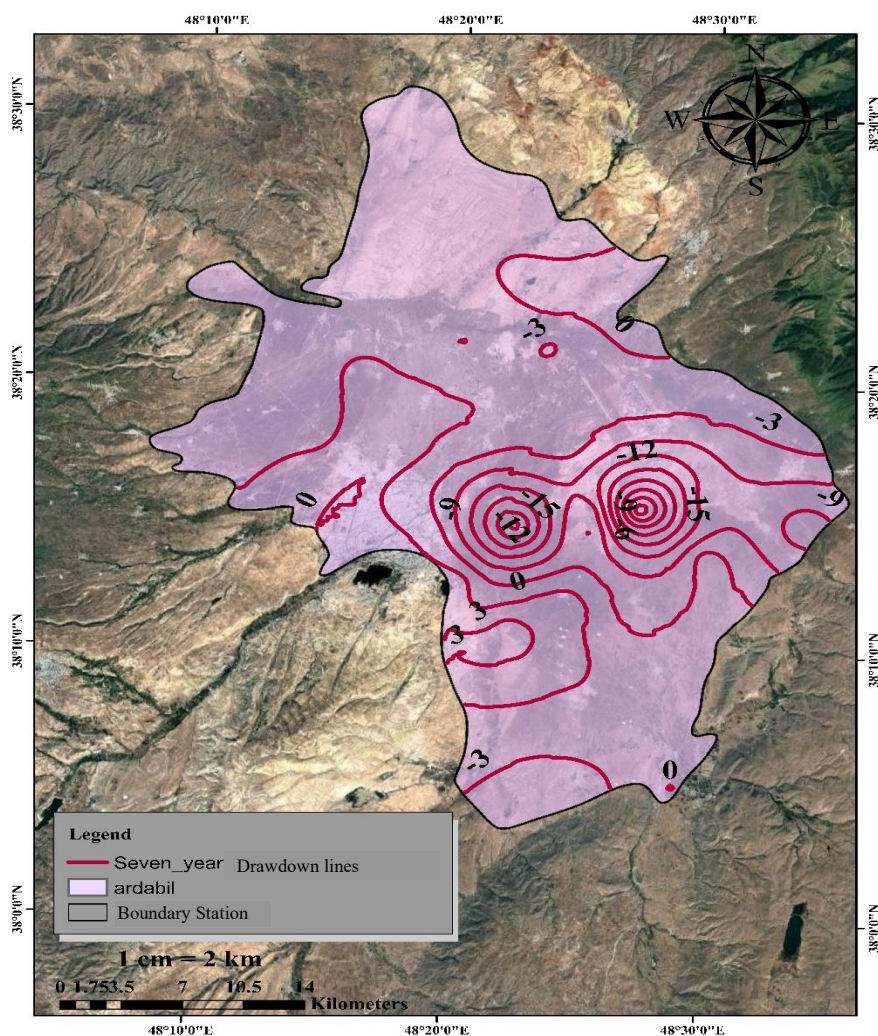 48°10'0"E 48°20'0"E 48°30'0"E
N
W E
S
38°30'0"N 38°30'0"N
0
-3
38°20'0"N 38°20'0"N
-3
-12
0 -9 -15 -9 -15 -9
-12 -6
0
3
3
38°10'0"N 38°10'0"N
-3 0
Legend
Seven_year Drawdown lines
ardabil
Boundary Station
38°0'0"N 38°0'0"N
1 cm = 2 km
0 1.75 3.5 7 10.5 14
Kilometers
48°10'0"E 48°20'0"E 48°30'0"E